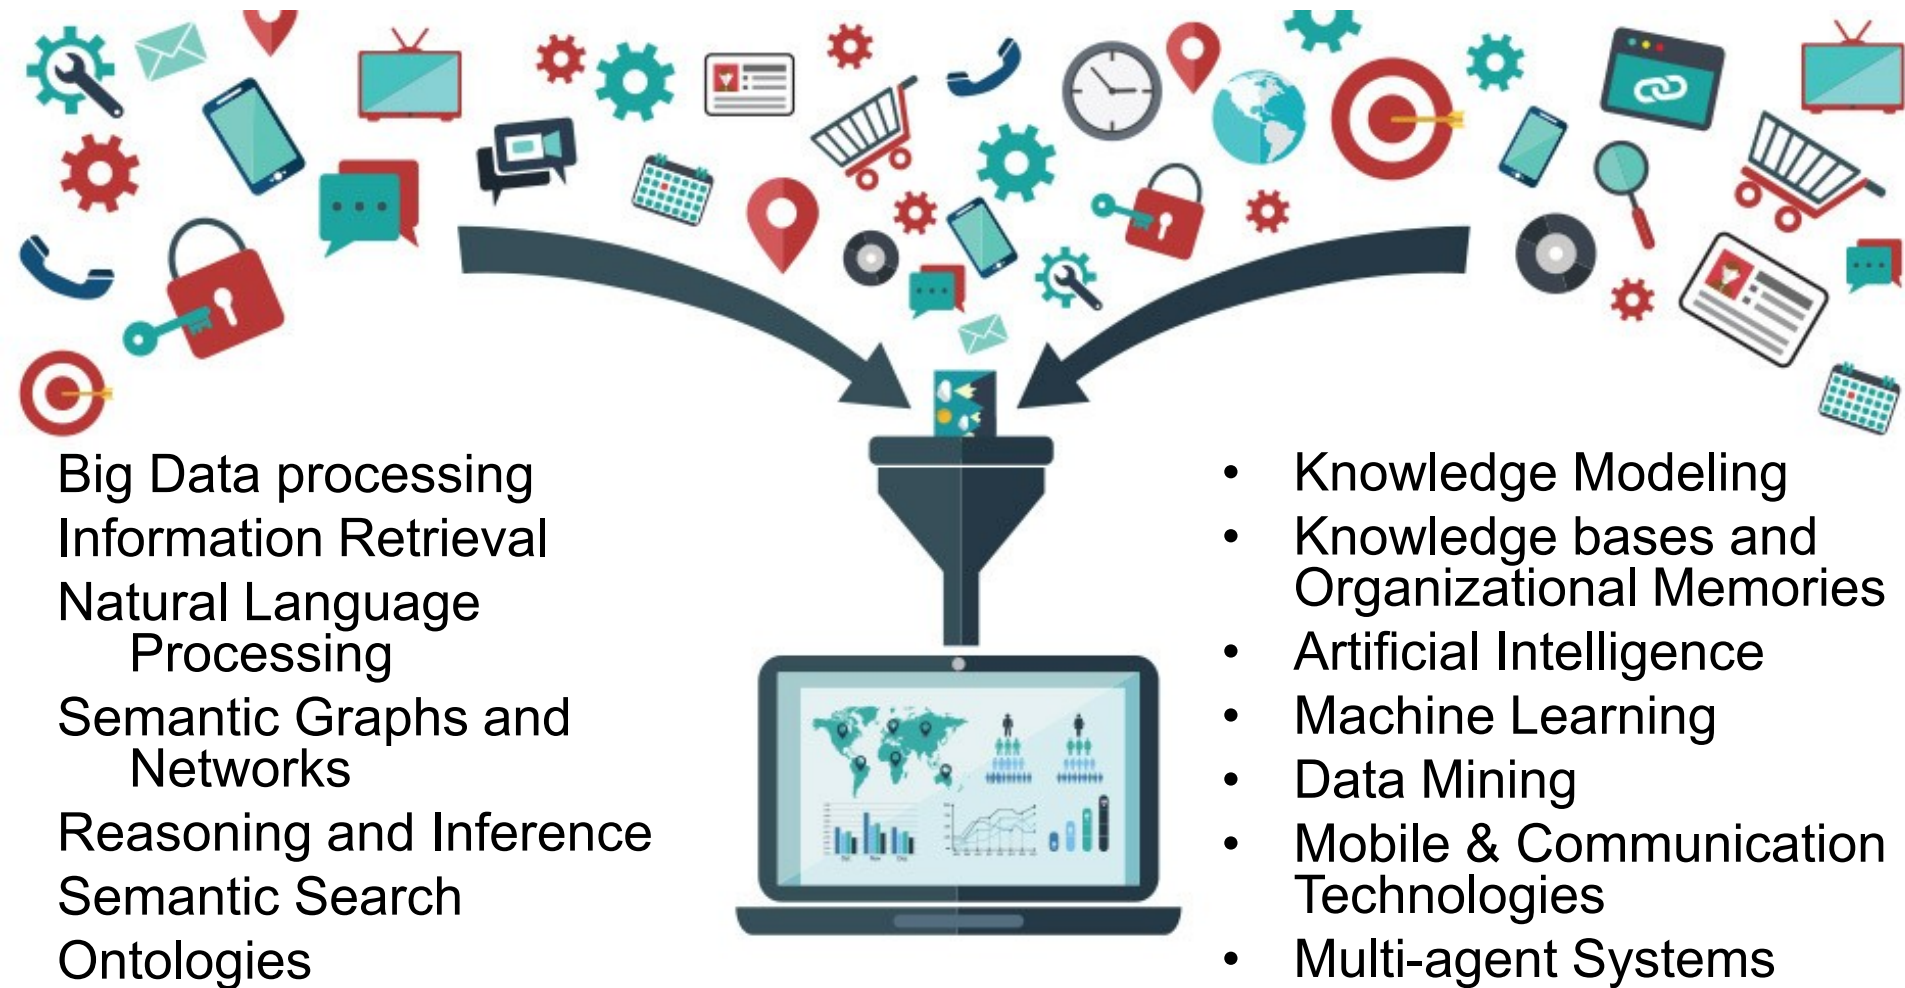 Big Data processing
Information Retrieval
Natural Language
Processing
Semantic Graphs and
Networks
Reasoning and Inference
Semantic Search
Ontologies
• Knowledge Modeling
• Knowledge bases and
Organizational Memories
• Artificial Intelligence
• Machine Learning
• Data Mining
• Mobile & Communication
Technologies
• Multi-agent Systems